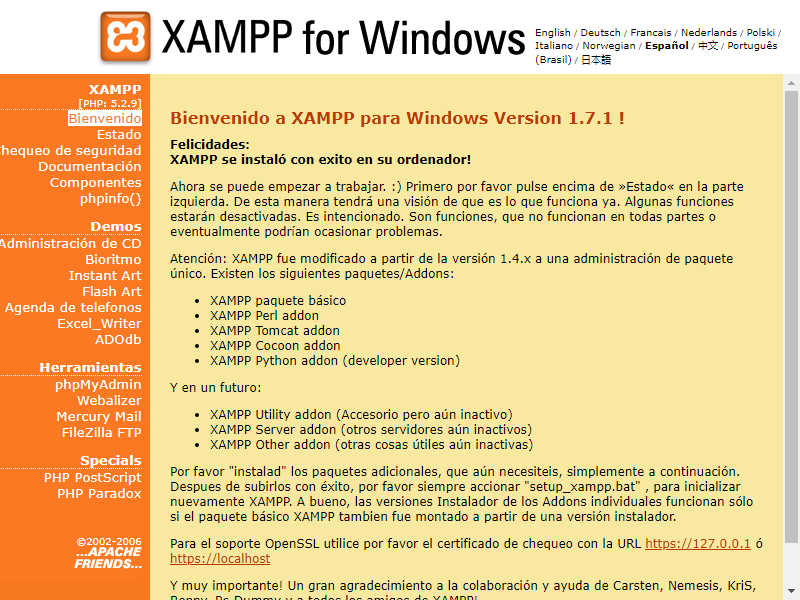 XAMPP for Windows
English / Deutsch / Francais / Nederlands / Polski /
Italiano / Norwegian / Español / 中文 / Português
(Brasil) / 日本語
XAMPP
[PHP: 5.2.9]
Bienvenido
Estado
hequeo de seguridad
Documentación
Componentes
phpinfo()
Demos
Administración de CD
Bioritmo
Instant Art
Flash Art
Agenda de telefonos
Excel_Writer
ADOdb
Herramientas
phpMyAdmin
Webalizer
Mercury Mail
FileZilla FTP
Specials
PHP PostScript
PHP Paradox
©2002-2006
...APACHE
FRIENDS...
Bienvenido a XAMPP para Windows Version 1.7.1 !
Felicidades:
XAMPP se instaló con exito en su ordenador!
Ahora se puede empezar a trabajar. :) Primero por favor pulse encima de »Estado« en la parte
izquierda. De esta manera tendrá una visión de que es lo que funciona ya. Algunas funciones
estarán desactivadas. Es intencionado. Son funciones, que no funcionan en todas partes o
eventualmente podrían ocasionar problemas.
Atención: XAMPP fue modificado a partir de la versión 1.4.x a una administración de paquete
único. Existen los siguientes paquetes/Addons:
• XAMPP paquete básico
• XAMPP Perl addon
• XAMPP Tomcat addon
• XAMPP Cocoon addon
• XAMPP Python addon (developer version)
Y en un futuro:
• XAMPP Utility addon (Accesorio pero aún inactivo)
• XAMPP Server addon (otros servidores aún inactivos)
• XAMPP Other addon (otras cosas útiles aún inactivas)
Por favor "instalad" los paquetes adicionales, que aún necesiteis, simplemente a continuación.
Despues de subirlos con éxito, por favor siempre accionar "setup_xampp.bat" , para inicializar
nuevamente XAMPP. A bueno, las versiones Instalador de los Addons individuales funcionan sólo
si el paquete básico XAMPP tambien fue montado a partir de una versión instalador.
Para el soporte OpenSSL utilice por favor el certificado de chequeo con la URL https://127.0.0.1 ó
https://localhost
Y muy importante! Un gran agradecimiento a la colaboración y ayuda de Carsten, Nemesis, KriS,
Boppy, Pc-Dummy y a todos los amigos de XAMPP!